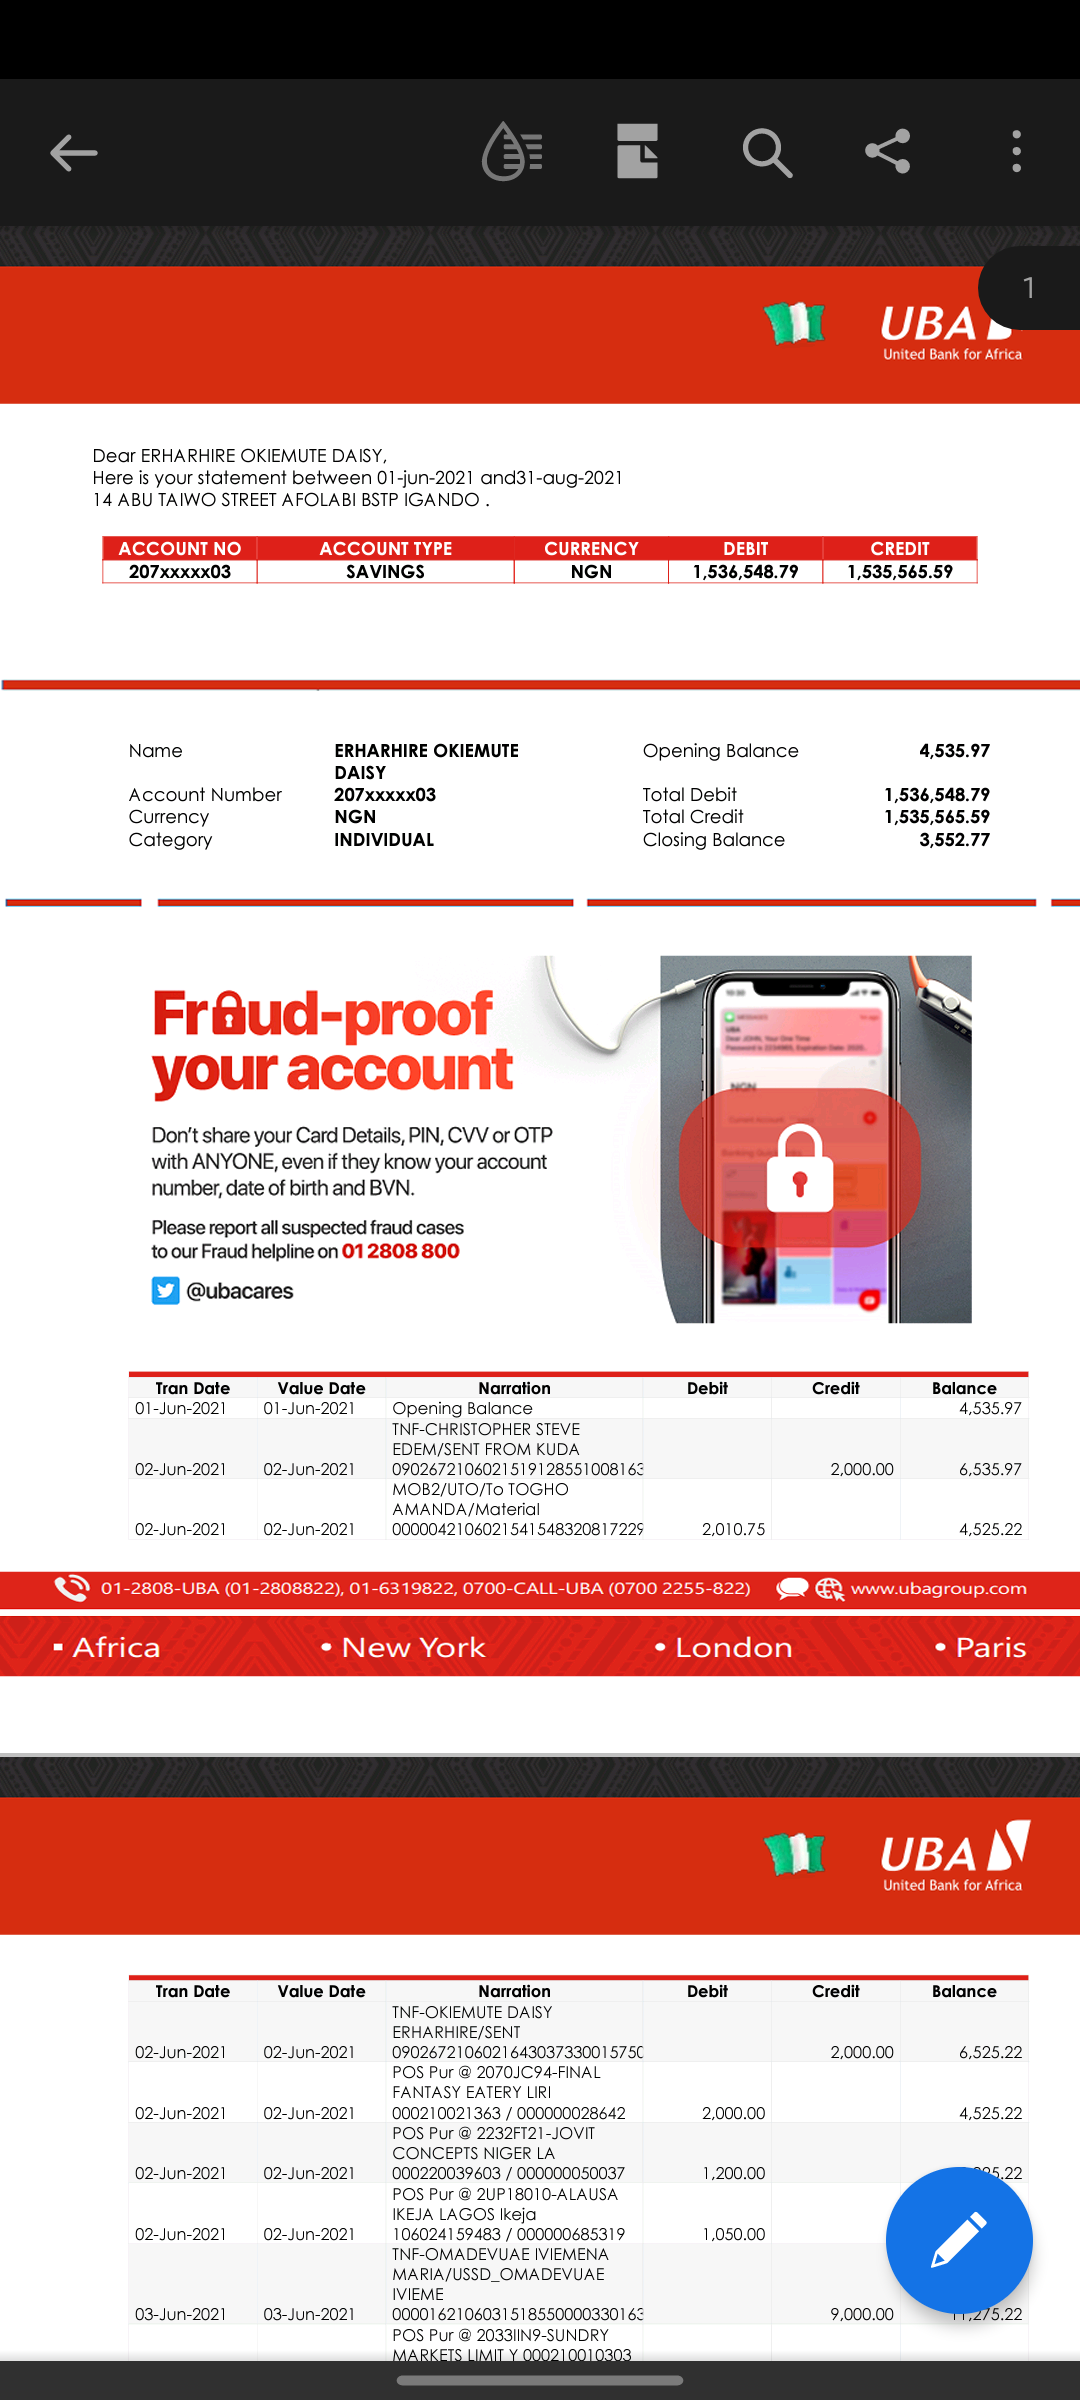 1
UBA
United Bank for Africa
Dear ERHARHIRE OKIEMUTE DAISY,
Here is your statement between 01-jun-2021 and31-aug-2021
14 ABU TAIWO STREET AFOLABI BSTP IGANDO .
ACCOUNT NO ACCOUNT TYPE CURRENCY DEBIT CREDIT
207xxxxx03 SAVINGS NGN 1,536,548.79 1,535,565.59
Name ERHARHIRE OKIEMUTE Opening Balance 4,535.97
DAISY
Account Number 207xxxxx03 Total Debit 1,536,548.79
Currency NGN Total Credit 1,535,565.59
Category INDIVIDUAL Closing Balance 3,552.77
Fraud-proof
your account
Don't share your Card Details, PIN, CVV or OTP
with ANYONE, even if they know your account
number, date of birth and BVN.
Please report all suspected fraud cases
to our Fraud helpline on 01 2808 800
@ubacares
UBA
NGN
Tran Date Value Date Narration Debit Credit Balance
01-Jun-2021 01-Jun-2021 Opening Balance 4,535.97
TNF-CHRISTOPHER STEVE
EDEM/SENT FROM KUDA
02-Jun-2021 02-Jun-2021 0902672106021519128551008163 2,000.00 6,535.97
MOB2/UTO/To TOGHO
AMANDA/Material
02-Jun-2021 02-Jun-2021 000004210602154154832081​7229 2,010.75 4,525.22
01-2808-UBA (01-2808822), 01-6319822, 0700-CALL-UBA (0700 2255-822) www.ubagroup.com
▪ Africa • New York • London • Paris
UBA
United Bank for Africa
Tran Date Value Date Narration Debit Credit Balance
TNF-OKIEMUTE DAISY
ERHARHIRE/SENT
02-Jun-2021 02-Jun-2021 0902672106021643037330015750 2,000.00 6,525.22
POS Pur @ 2070JC94-FINAL
FANTASY EATERY LIRI
02-Jun-2021 02-Jun-2021 000210021363 / 000000028642 2,000.00 4,525.22
POS Pur @ 2232FT21-JOVIT
CONCEPTS NIGER LA
02-Jun-2021 02-Jun-2021 000220039603 / 000000050037 1,200.00
POS Pur @ 2UP18010-ALAUSA
IKEJA LAGOS Ikeja
02-Jun-2021 02-Jun-2021 106024159483 / 000000685319 1,050.00
TNF-OMADEVUAE IVIEMENA
MARIA/USSD_OMADEVUAE
IVIEME
03-Jun-2021 03-Jun-2021 0000162106031518550000330163 9,000.00 11,275.22
POS Pur @ 2033IIN9-SUNDRY
MARKETS LIMIT Y 000210010303